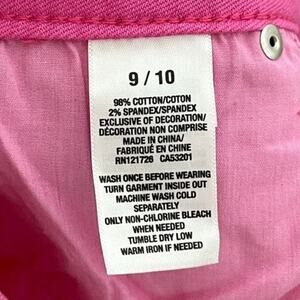 9 / 10
98% COTTON/COTON
2% SPANDEX/SPANDEX
EXCLUSIVE OF DECORATION/
DÉCORATION NON COMPRISE
MADE IN CHINA/
FABRIQUÉ EN CHINE
RN121726 CA53201
WASH ONCE BEFORE WEARING
TURN GARMENT INSIDE OUT
MACHINE WASH COLD
SEPARATELY
ONLY NON-CHLORINE BLEACH
WHEN NEEDED
TUMBLE DRY LOW
WARM IRON IF NEEDED